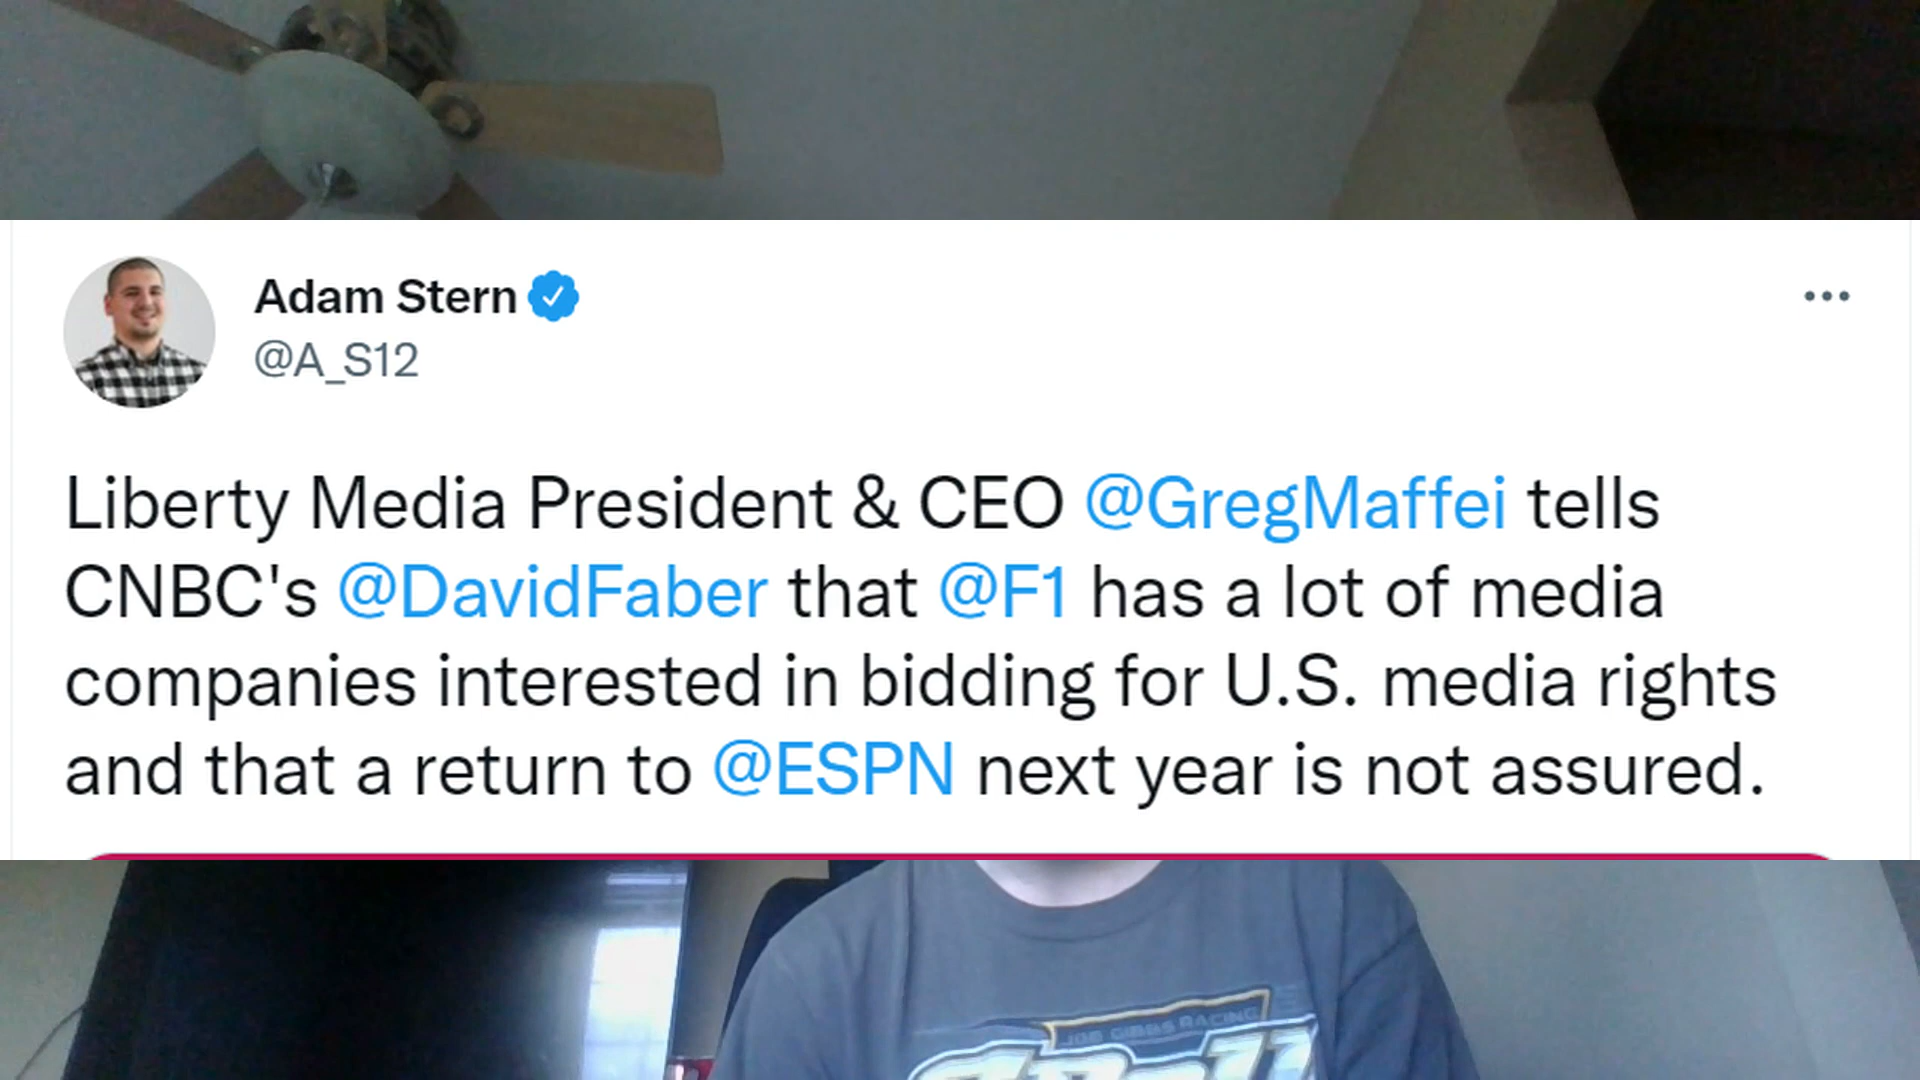 Adam Stern
@A_S12
Liberty Media President & CEO @GregMaffei tells
CNBC's @DavidFaber that @F1 has a lot of media
companies interested in bidding for U.S. media rights
and that a return to @ESPN next year is not assured.
JOE GIBBS RACING